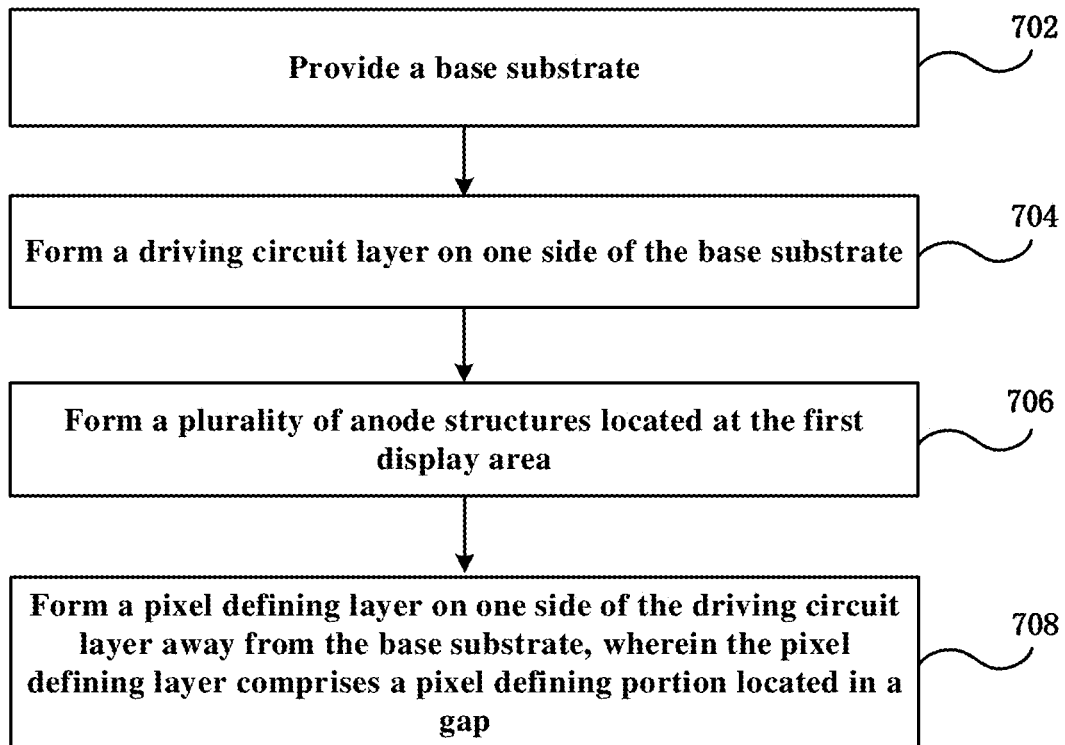 702
Provide a base substrate
704
Form a driving circuit layer on one side of the base substrate
706
Form a plurality of anode structures located at the first
display area
Form a pixel defining layer on one side of the driving circuit
layer away from the base substrate, wherein the pixel
708
defining layer comprises a pixel defining portion located in a
gap